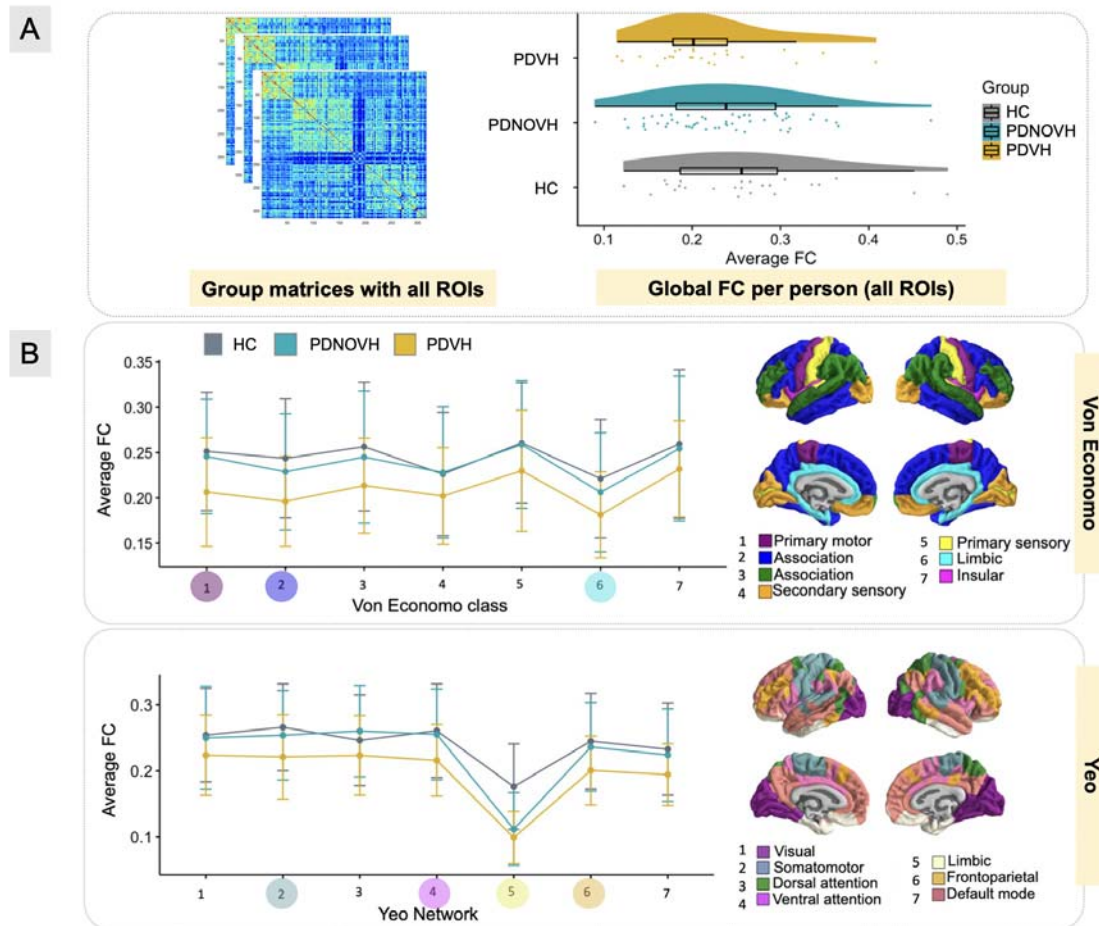 A
PDVH
PDNOVH
HC
Group
HC
PDNOVH
PDVH
0.1 0.2 0.3 0.4 0.5
Average FC
Group matrices with all ROIs
Global FC per person (all ROIs)
B
HC PDNOVH PDVH
0.35
0.30
0.25
0.20
0.15
Average FC
1 2 3 4 5 6 7
Von Economo class
1 Primary motor
2 Association
3 Association
4 Secondary sensory
5 Primary sensory
6 Limbic
7 Insular
Von Economo
0.3
0.2
0.1
Average FC
1 2 3 4 5 6 7
Yeo Network
1 Visual
2 Somatomotor
3 Dorsal attention
4 Ventral attention
5 Limbic
6 Frontoparietal
7 Default mode
Yeo